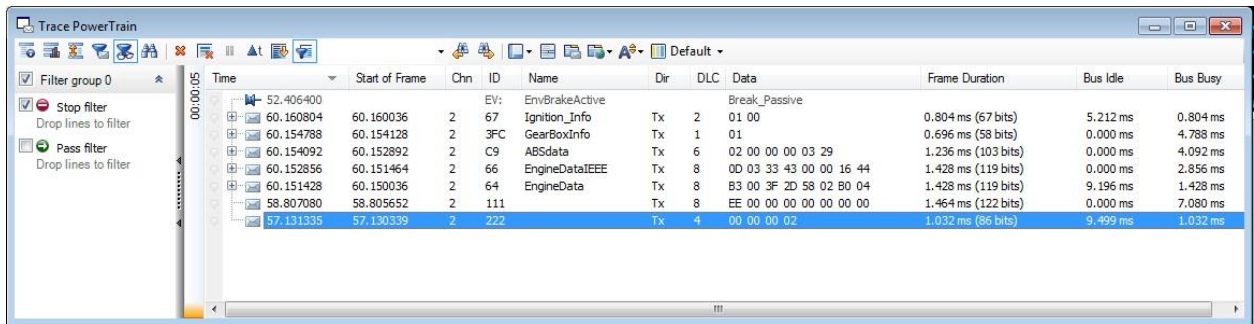 Trace PowerTrain
Default
Filter group 0
Stop filter
Drop lines to filter
Pass filter
Drop lines to filter
00:00:05
Time Start of Frame Chn ID Name Dir DLC Data Frame Duration Bus Idle Bus Busy
52.406400 EV: EnvBrakeActive Break_Passive
60.160804 60.160036 2 67 Ignition_Info Tx 2 01 00 0.804 ms (67 bits) 5.212 ms 0.804 ms
60.154788 60.154128 2 3FC GearBoxInfo Tx 1 01 0.696 ms (58 bits) 0.000 ms 4.788 ms
60.154092 60.152892 2 C9 ABSdata Tx 6 02 00 00 00 03 29 1.236 ms (103 bits) 0.000 ms 4.092 ms
60.152856 60.151464 2 66 EngineDataIEEE Tx 8 0D 03 33 43 00 00 16 44 1.428 ms (119 bits) 0.000 ms 2.856 ms
60.151428 60.150036 2 64 EngineData Tx 8 B3 00 3F 2D 58 02 B0 04 1.428 ms (119 bits) 9.196 ms 1.428 ms
58.807080 58.805652 2 111 Tx 8 EE 00 00 00 00 00 00 00 1.464 ms (122 bits) 0.000 ms 7.080 ms
57.131335 57.130339 2 222 Tx 4 00 00 00 02 1.032 ms (86 bits) 9.499 ms 1.032 ms